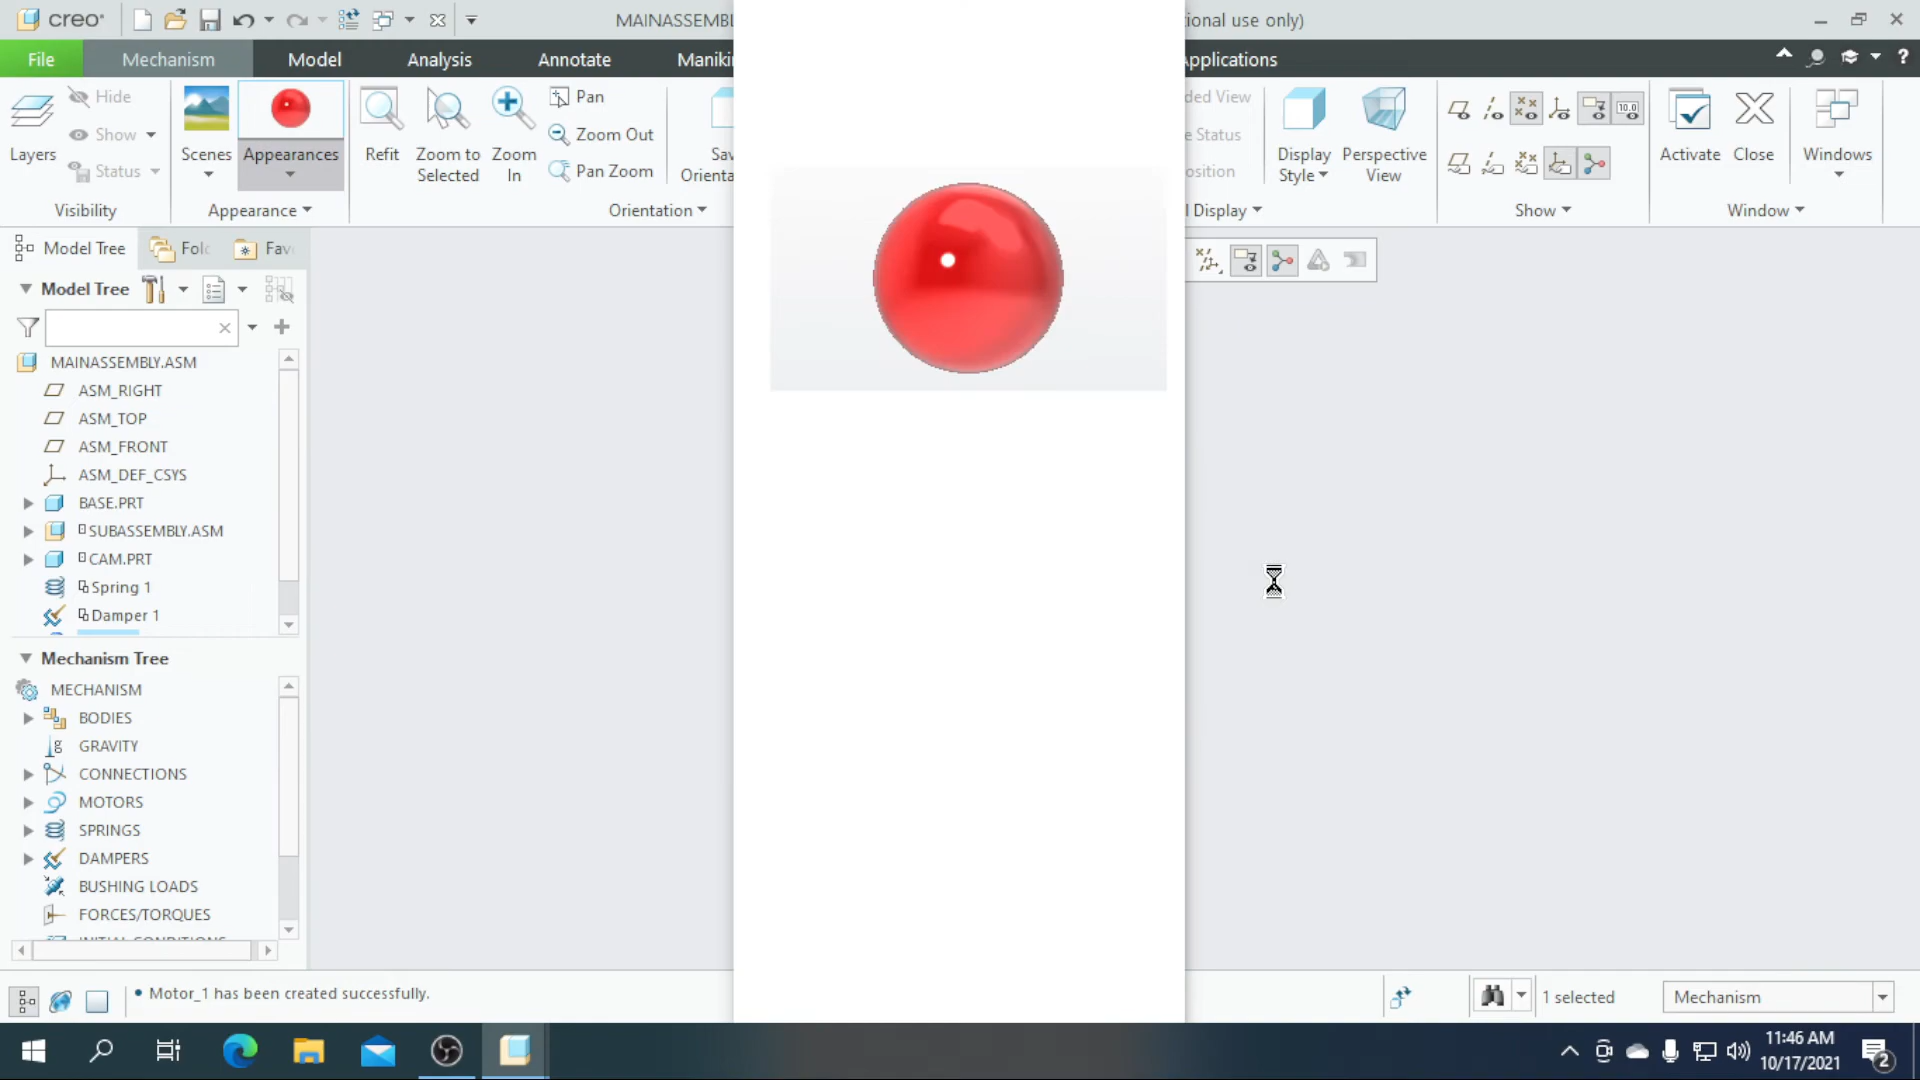 creo
MAINASSEMBL
ional use only)
File
Mechanism
Model
Analysis
Annotate
Maniki
Applications
?
Layers
Hide
Show
Status
Visibility
Scenes
Appearances
Appearance
Refit
Zoom to
Selected
Zoom
In
Pan
Zoom Out
Pan Zoom
Sav
Orienta
Orientation
ded View
e Status
osition
l Display
Display
Style
Perspective
View
10.0
Show
Activate
Close
Windows
Window
Model Tree
Fol
Fav
Model Tree
MAINASSEMBLY.ASM
ASM_RIGHT
ASM_TOP
ASM_FRONT
ASM_DEF_CSYS
BASE.PRT
SUBASSEMBLY.ASM
CAM.PRT
Spring 1
Damper 1
Mechanism Tree
MECHANISM
BODIES
GRAVITY
CONNECTIONS
MOTORS
SPRINGS
DAMPERS
BUSHING LOADS
FORCES/TORQUES
INITIAL CONDITIONS
• Motor_1 has been created successfully.
1 selected
Mechanism
11:46 AM
10/17/2021
2